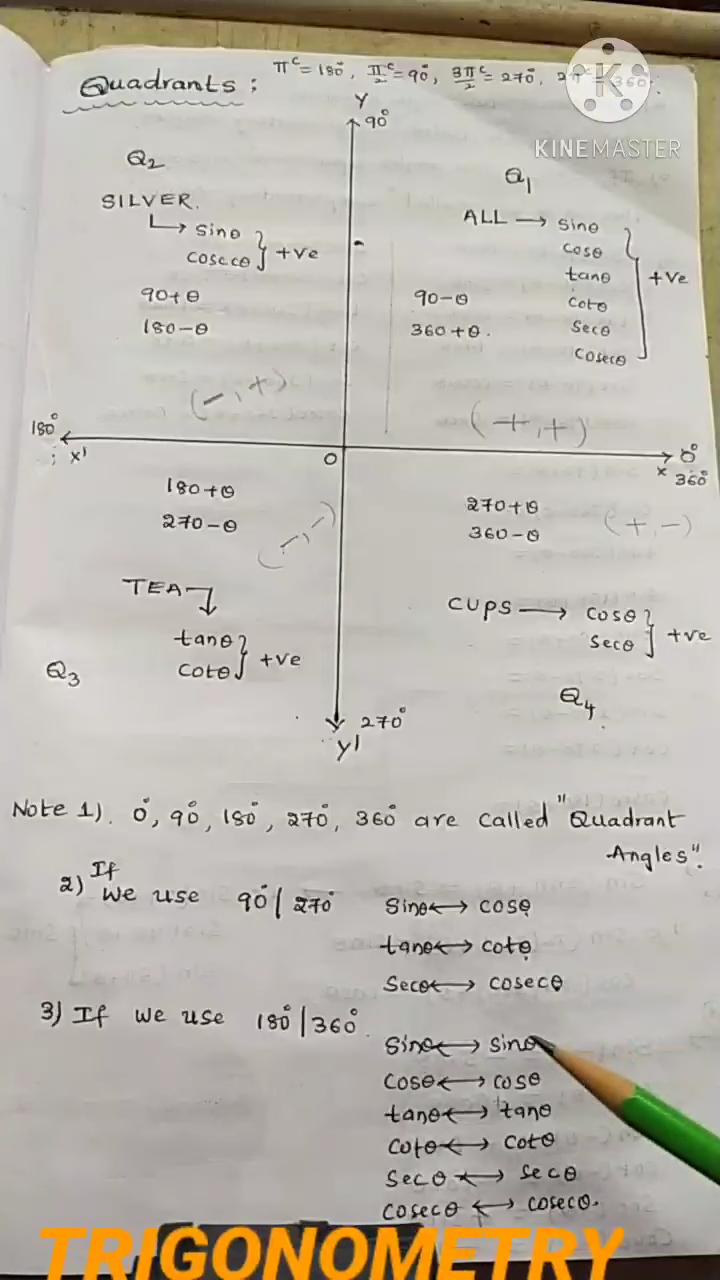 Quadrants : π^c = 180°, π/2^c = 90°, 3π/2^c = 270°, 2π^c = 360°.
K
KINEMASTER
Y
90°
Q2
SILVER.
sinθ
cosecθ
+ve
90+θ
180-θ
(-,+)
Q1
ALL → sinθ
cosθ
tanθ
cotθ
secθ
cosecθ
+ve
90-θ
360+θ.
(+,+)
180°
x'
O
0°
x 360°
180+θ
270-θ
(-,-)
TEA
tanθ
cotθ
+ve
Q3
270+θ
360-θ
(+,-)
CUPS → cosθ
secθ
+ve
Q4
270°
Y'
Note 1). 0°, 90°, 180°, 270°, 360° are called "Quadrant
Angles".
2) If
We use 90°/270° sinθ ↔ cosθ
tanθ ↔ cotθ
secθ ↔ cosecθ
3) If we use 180°/360°.
sinθ ↔ sinθ
cosθ ↔ cosθ
tanθ ↔ tanθ
cotθ ↔ cotθ
secθ ↔ secθ
cosecθ ↔ cosecθ.
TRIGONOMETRY